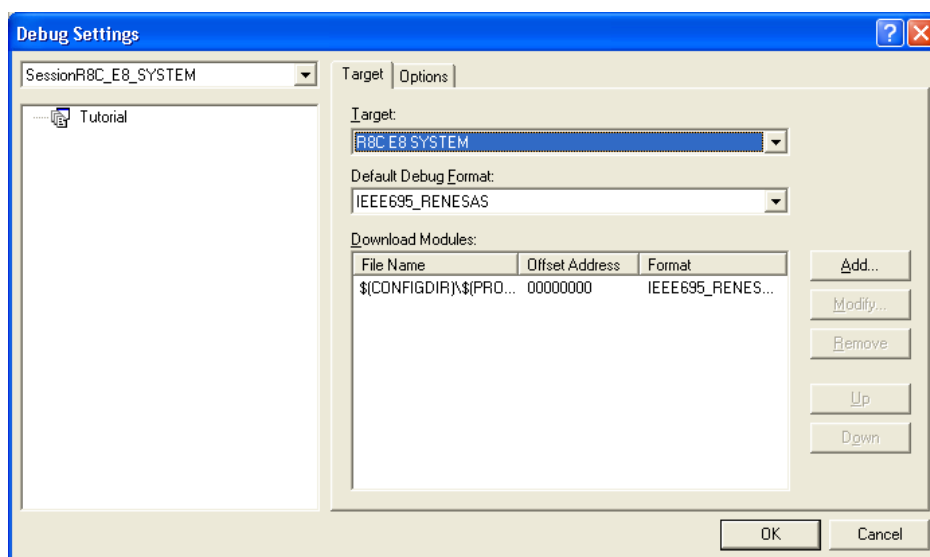 Debug Settings
SessionR8C_E8_SYSTEM
Tutorial
Target Options
Target:
R8C E8 SYSTEM
Default Debug Format:
IEEE695_RENESAS
Download Modules:
File Name Offset Address Format
$(CONFIGDIR)\$(PRO... 00000000 IEEE695_RENES...
Add...
Modify...
Remove
Up
Down
OK Cancel